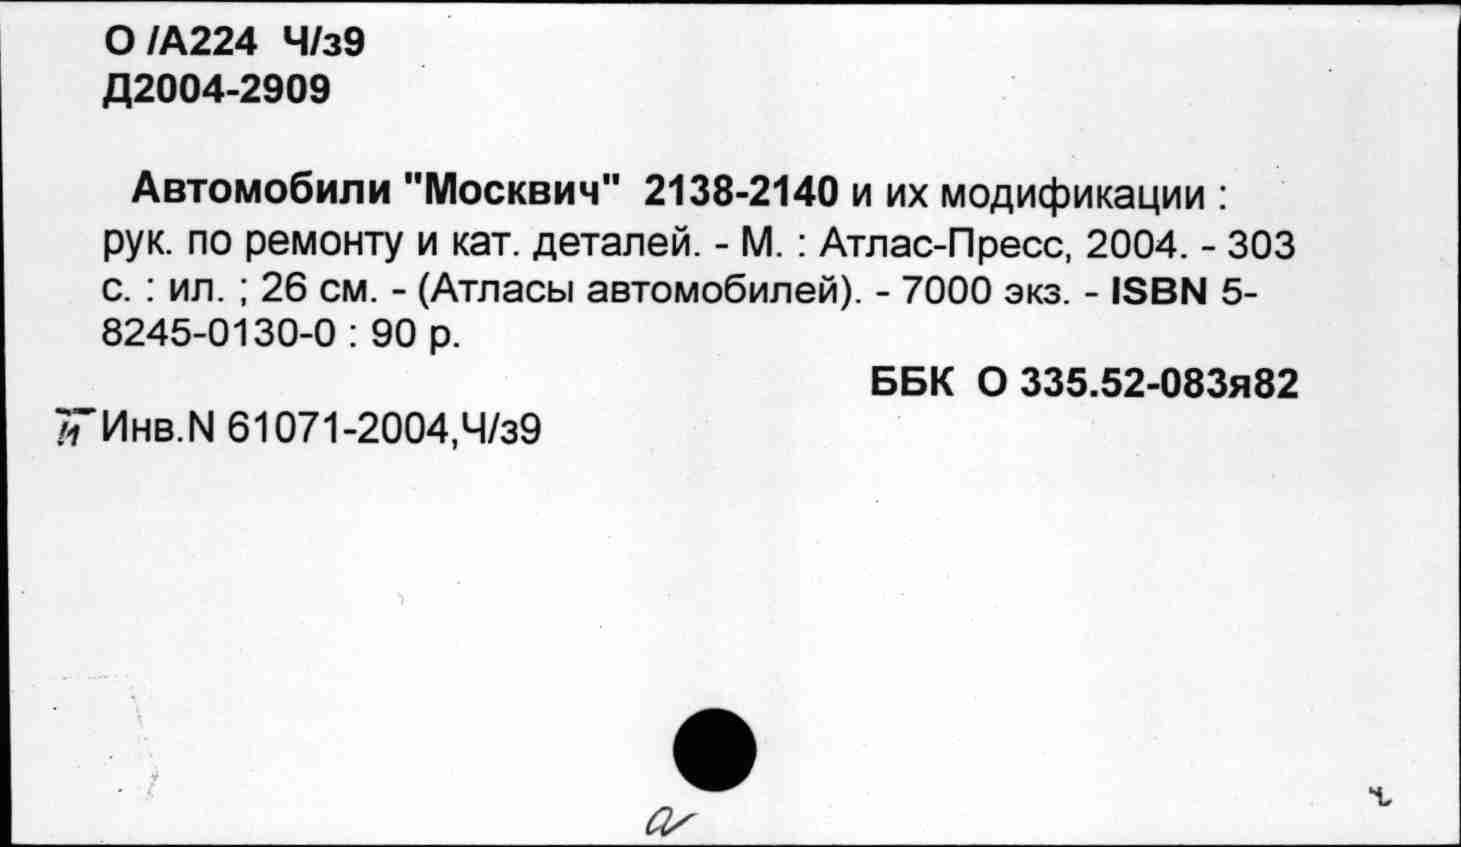 О /А224 Ч/з9
Д2004-2909
Автомобили "Москвич" 2138-2140 и их модификации :
рук. по ремонту и кат. деталей. - М. : Атлас-Пресс, 2004. - 303
с. : ил. ; 26 см. - (Атласы автомобилей). - 7000 экз. - ISBN 5-
8245-0130-0 : 90 р.
ББК О 335.52-083я82
и Инв.N 61071-2004,Ч/з9
а